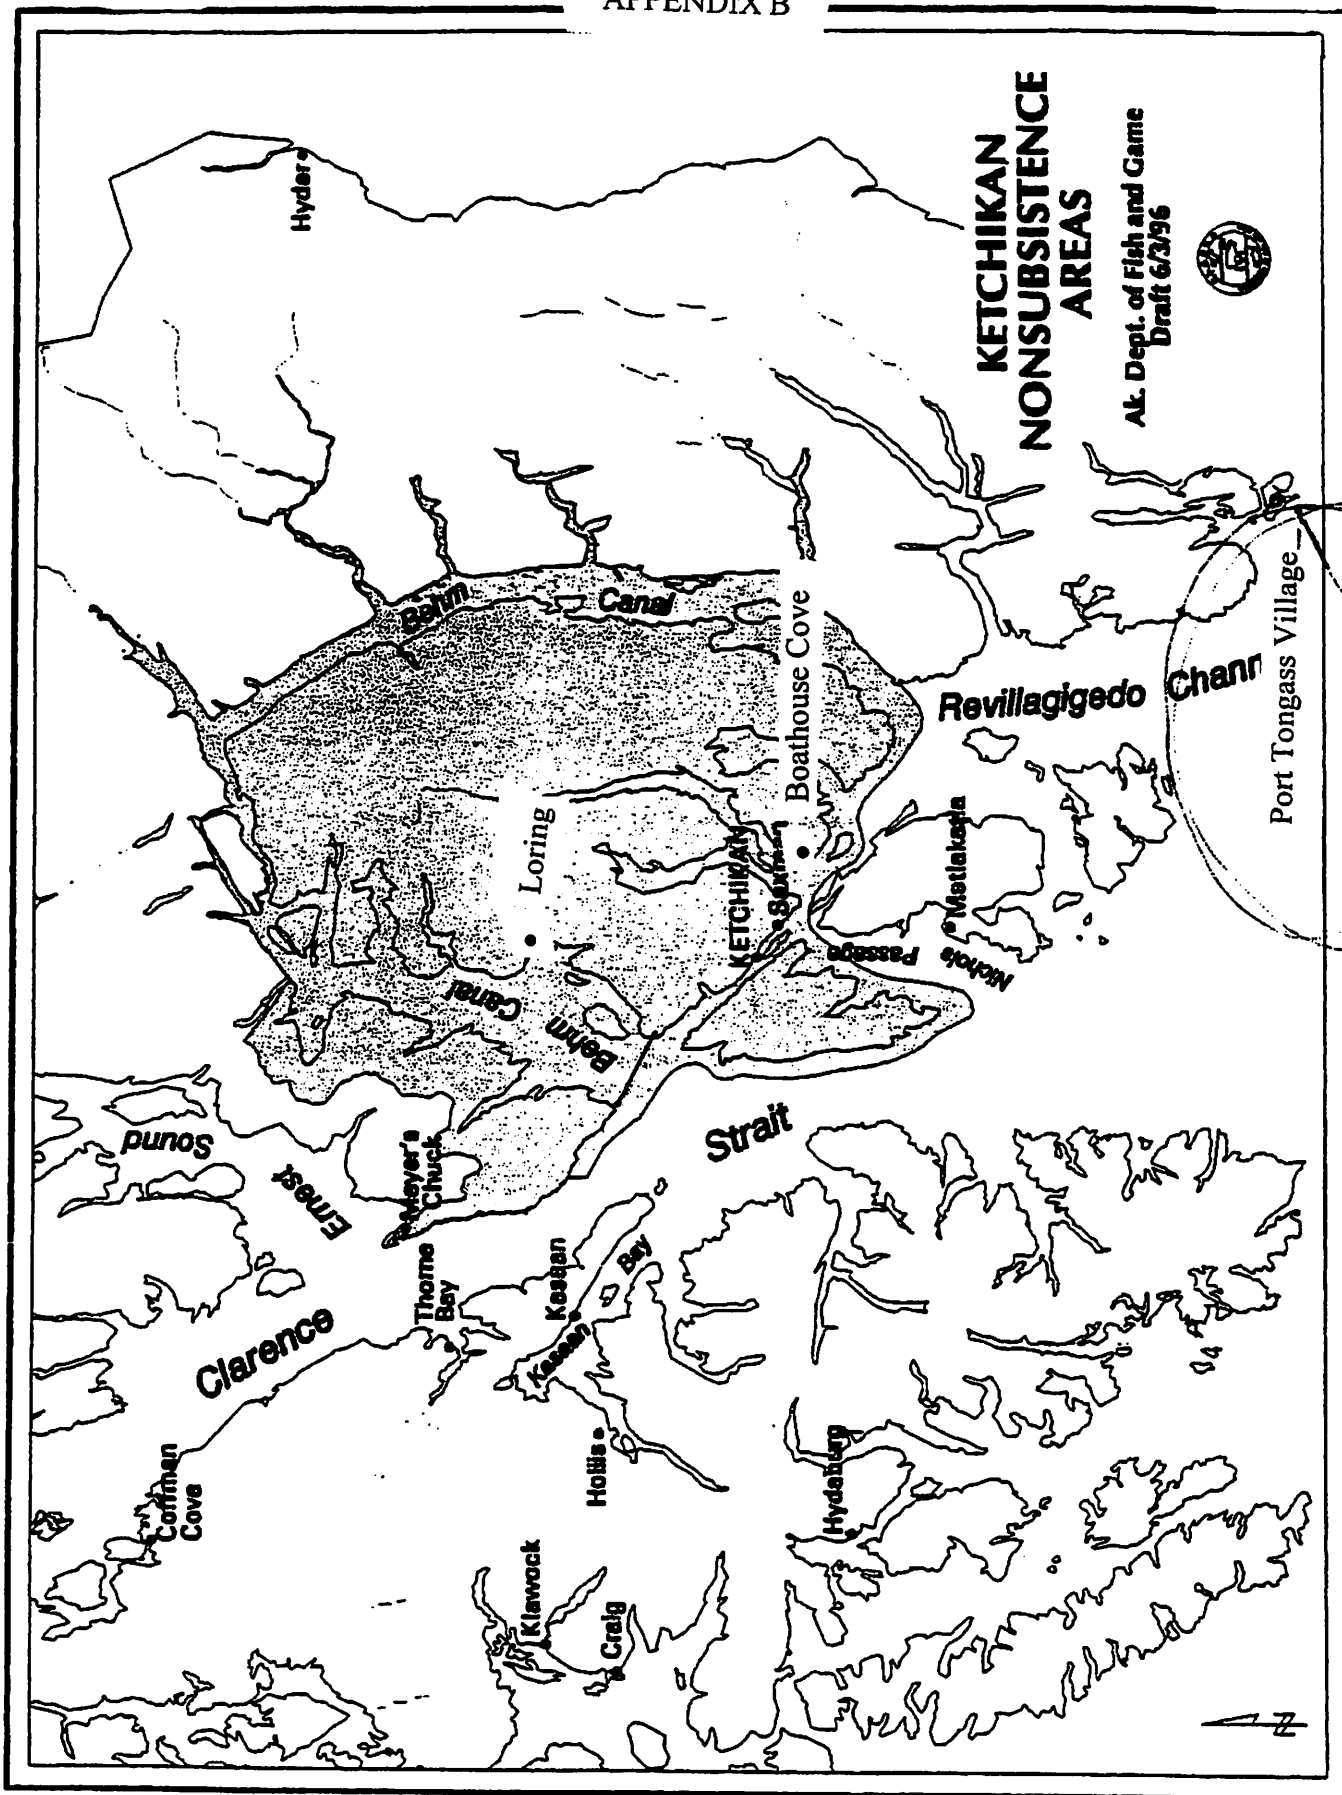 APPENDIX B
KETCHIKAN
NONSUBSISTENCE
AREAS
Ak. Dept. of Fish and Game
Draft 6/3/96
Hyder
Behm
Canal
Boathouse Cove
Revillagigedo Chann
Port Tongass Village
Loring
KETCHIKAN
Saxman
Metlakatla
Nichols
Passage
Behm
Canal
Ernest
Sound
Meyer's
Chuck
Clarence
Strait
Thorne
Bay
Kasaan
Kasaan
Bay
Hollis
Coffman
Cove
Klawock
Craig
Hydaburg
N